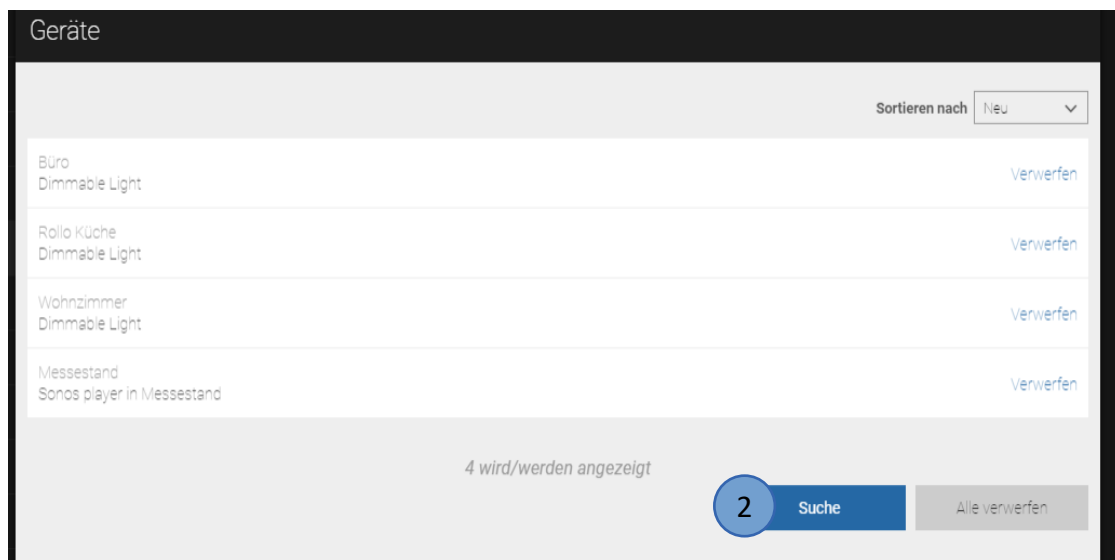 Geräte
Sortieren nach Neu
Büro
Dimmable Light
Verwerfen
Rollo Küche
Dimmable Light
Verwerfen
Wohnzimmer
Dimmable Light
Verwerfen
Messestand
Sonos player in Messestand
Verwerfen
4 wird/werden angezeigt
2 Suche Alle verwerfen